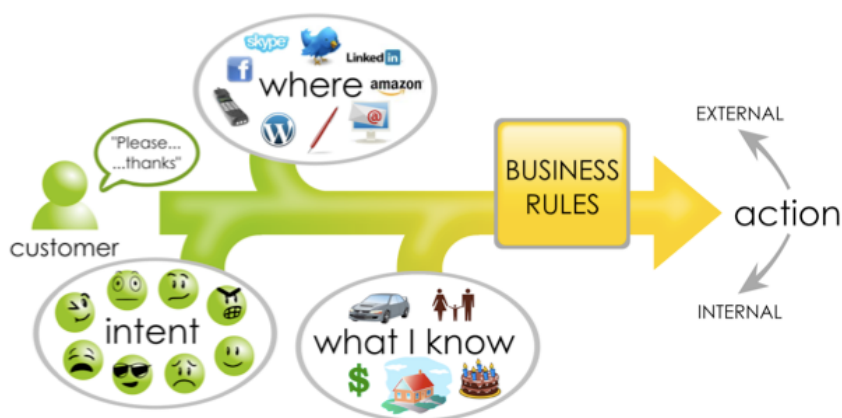 skype
Linked in
f
where
amazon
@
W
"Please...
...thanks"
customer
BUSINESS
RULES
EXTERNAL
action
INTERNAL
intent
what I know
$